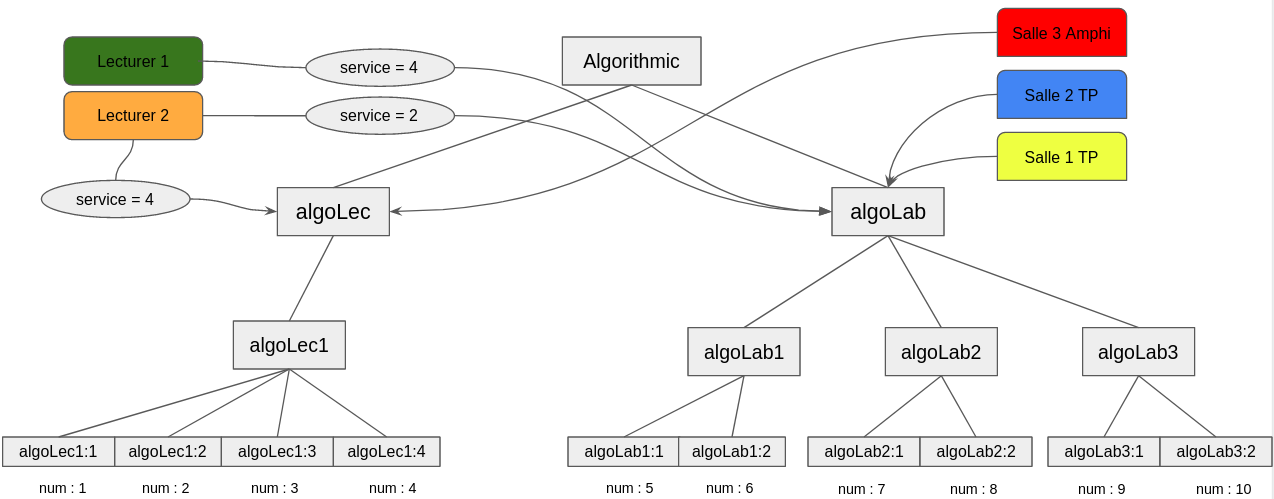 Lecturer 1
service = 4
Algorithmic
Salle 3 Amphi
Lecturer 2
service = 2
Salle 2 TP
Salle 1 TP
service = 4
algoLec
algoLab
algoLec1
algoLab1
algoLab2
algoLab3
algoLec1:1
algoLec1:2
algoLec1:3
algoLec1:4
algoLab1:1
algoLab1:2
algoLab2:1
algoLab2:2
algoLab3:1
algoLab3:2
num : 1
num : 2
num : 3
num : 4
num : 5
num : 6
num : 7
num : 8
num : 9
num : 10